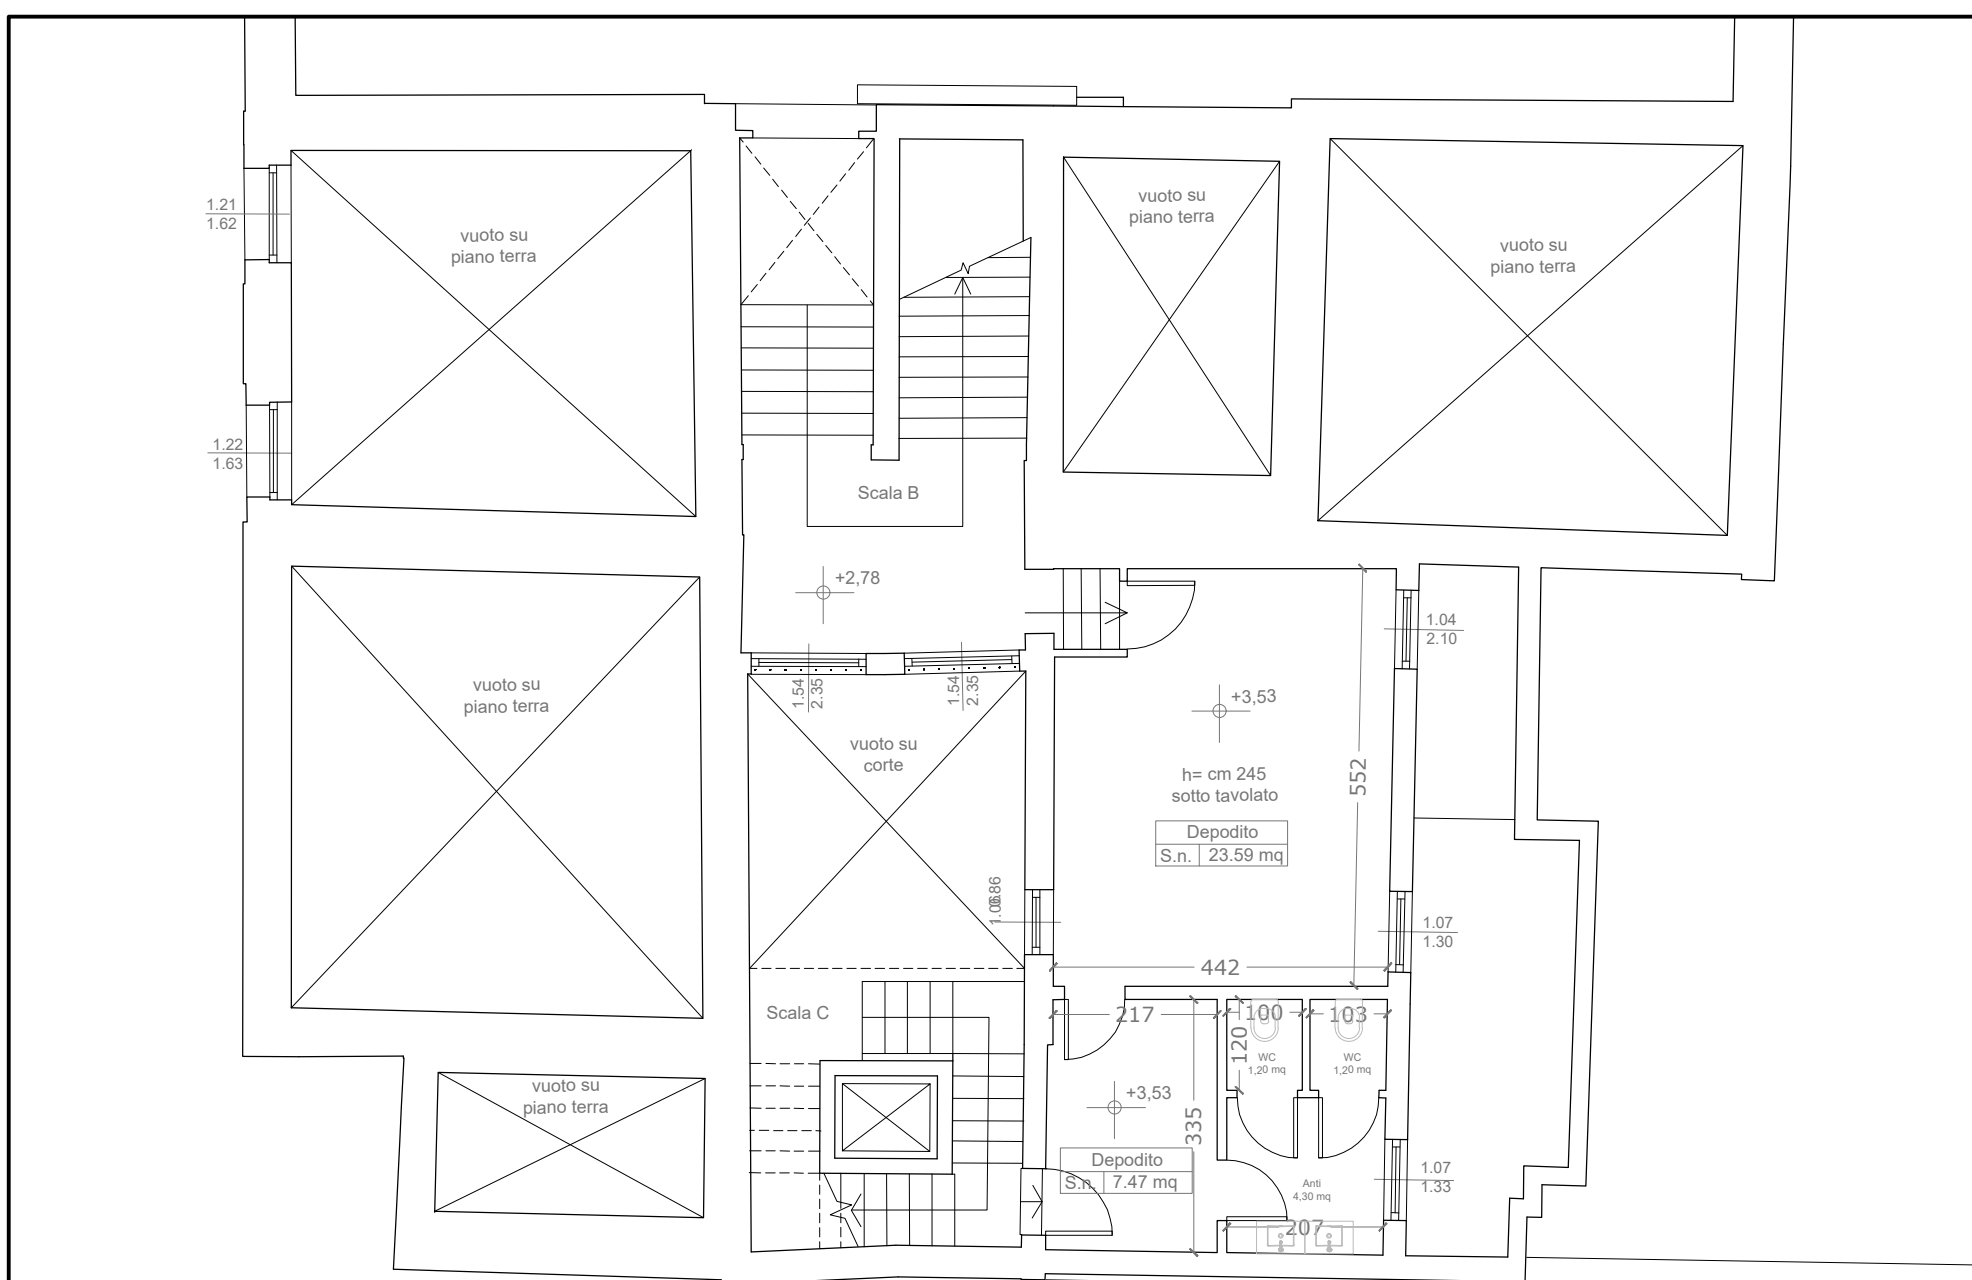 vuoto su
piano terra
1.21
1.62
vuoto su
piano terra
vuoto su
piano terra
1.22
1.63
Scala B
+2,78
1.04
2.10
vuoto su
piano terra
1.54
2.35
1.54
2.35
+3,53
vuoto su
corte
h= cm 245
sotto tavolato
552
Depodito
S.n. 23.59 mq
1.07
1.30
442
Scala C
217
100
103
120
WC
1,20 mq
WC
1,20 mq
vuoto su
piano terra
+3,53
335
Depodito
S.n. 7.47 mq
1.07
1.33
Anti
4,30 mq
207